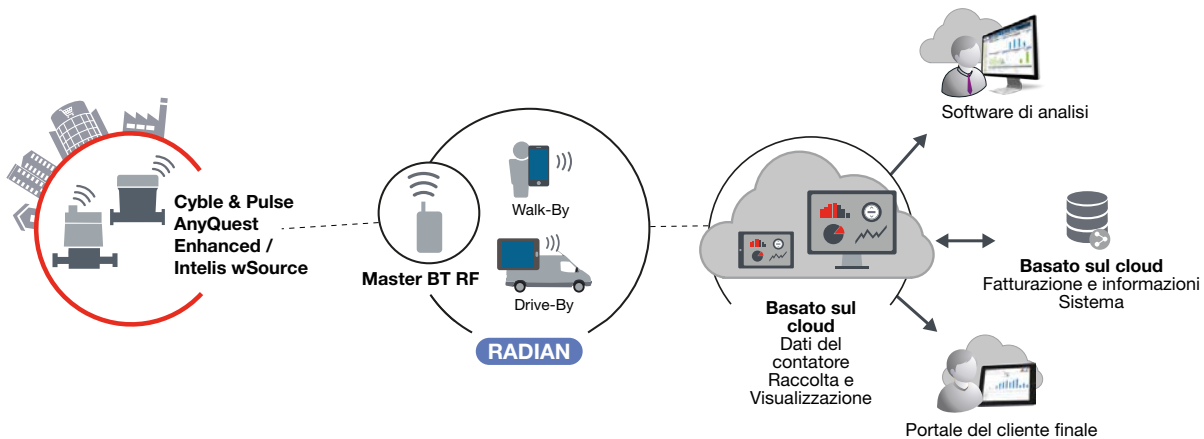 Cyble & Pulse
AnyQuest
Enhanced /
Intelis wSource
Master BT RF
Walk-By
Drive-By
RADIAN
Basato sul
cloud
Dati del
contatore
Raccolta e
Visualizzazione
Software di analisi
Basato sul cloud
Fatturazione e informazioni
Sistema
Portale del cliente finale